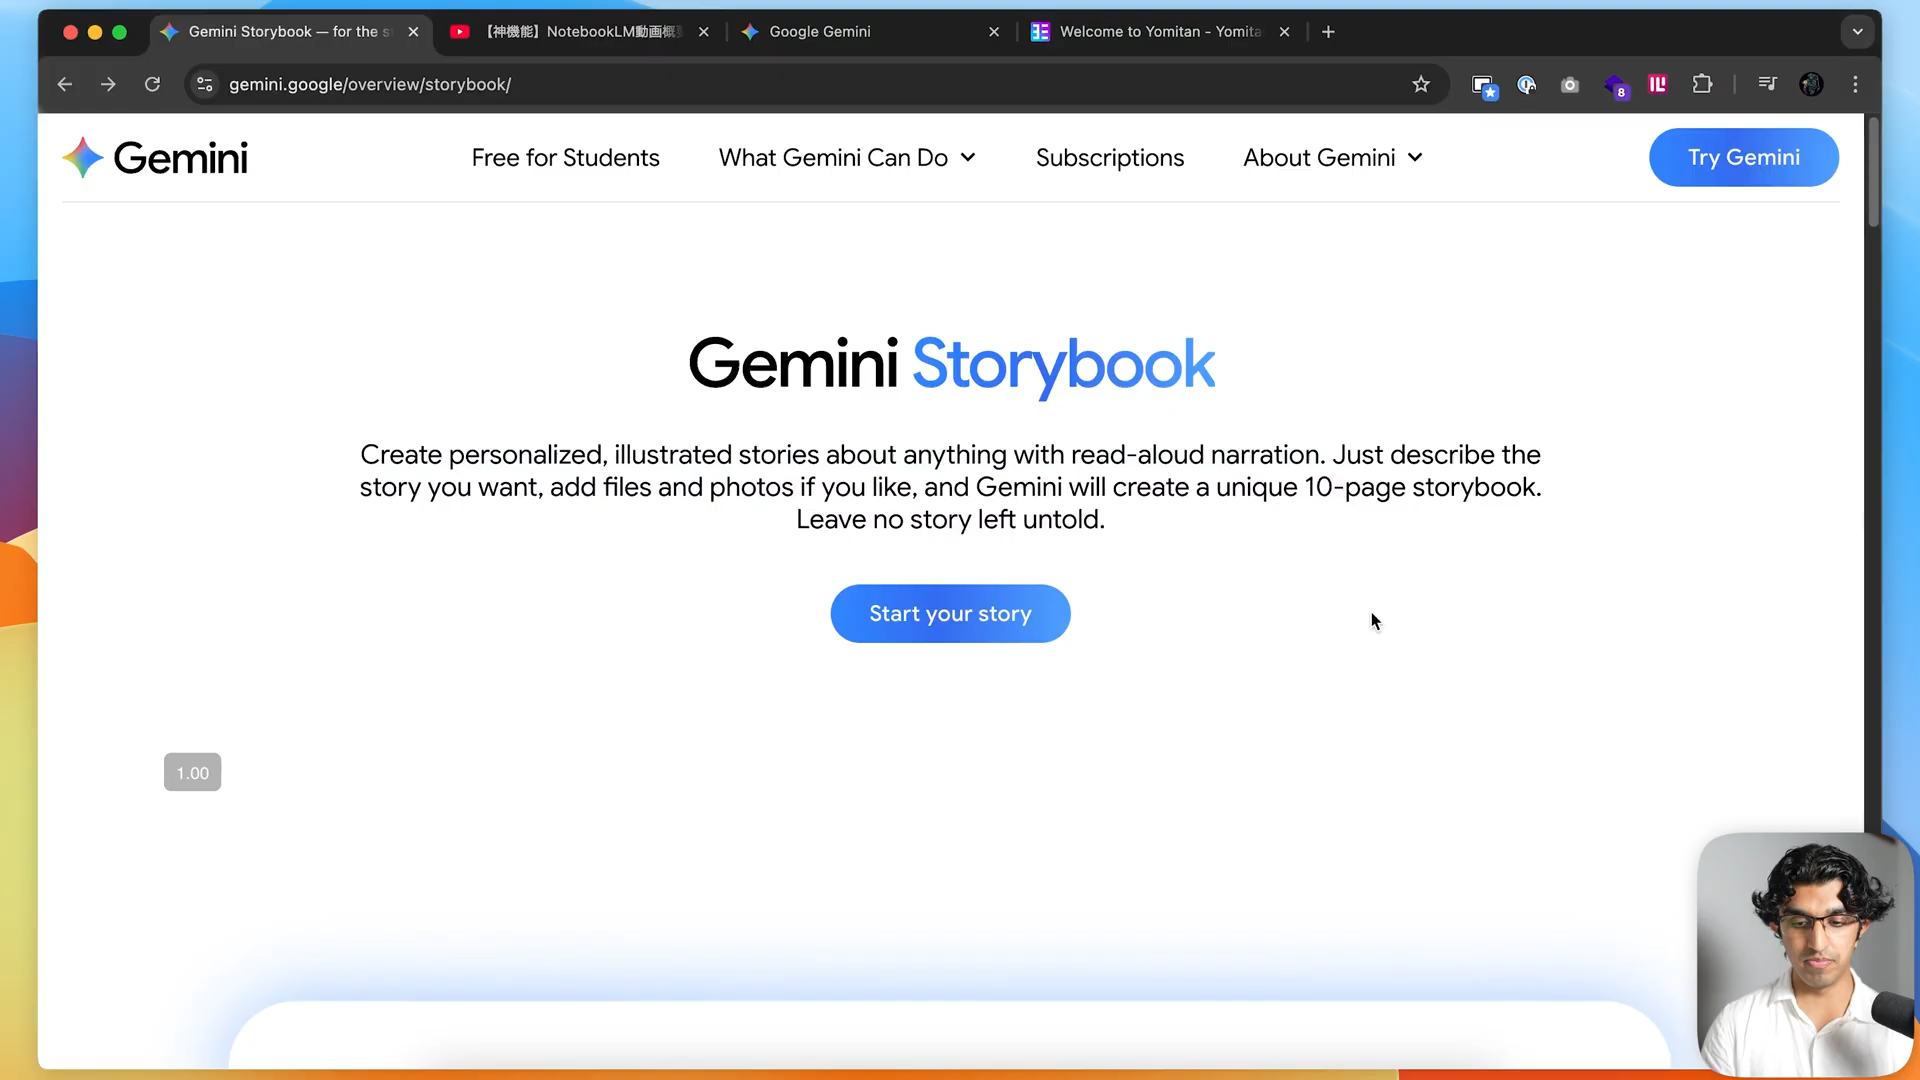 Gemini Storybook — for the s
【神機能】NotebookLM動画概
Google Gemini
Welcome to Yomitan - Yomita
gemini.google/overview/storybook/
8
Gemini
Free for Students
What Gemini Can Do
Subscriptions
About Gemini
Try Gemini
Gemini Storybook
Create personalized, illustrated stories about anything with read-aloud narration. Just describe the
story you want, add files and photos if you like, and Gemini will create a unique 10-page storybook.
Leave no story left untold.
Start your story
1.00